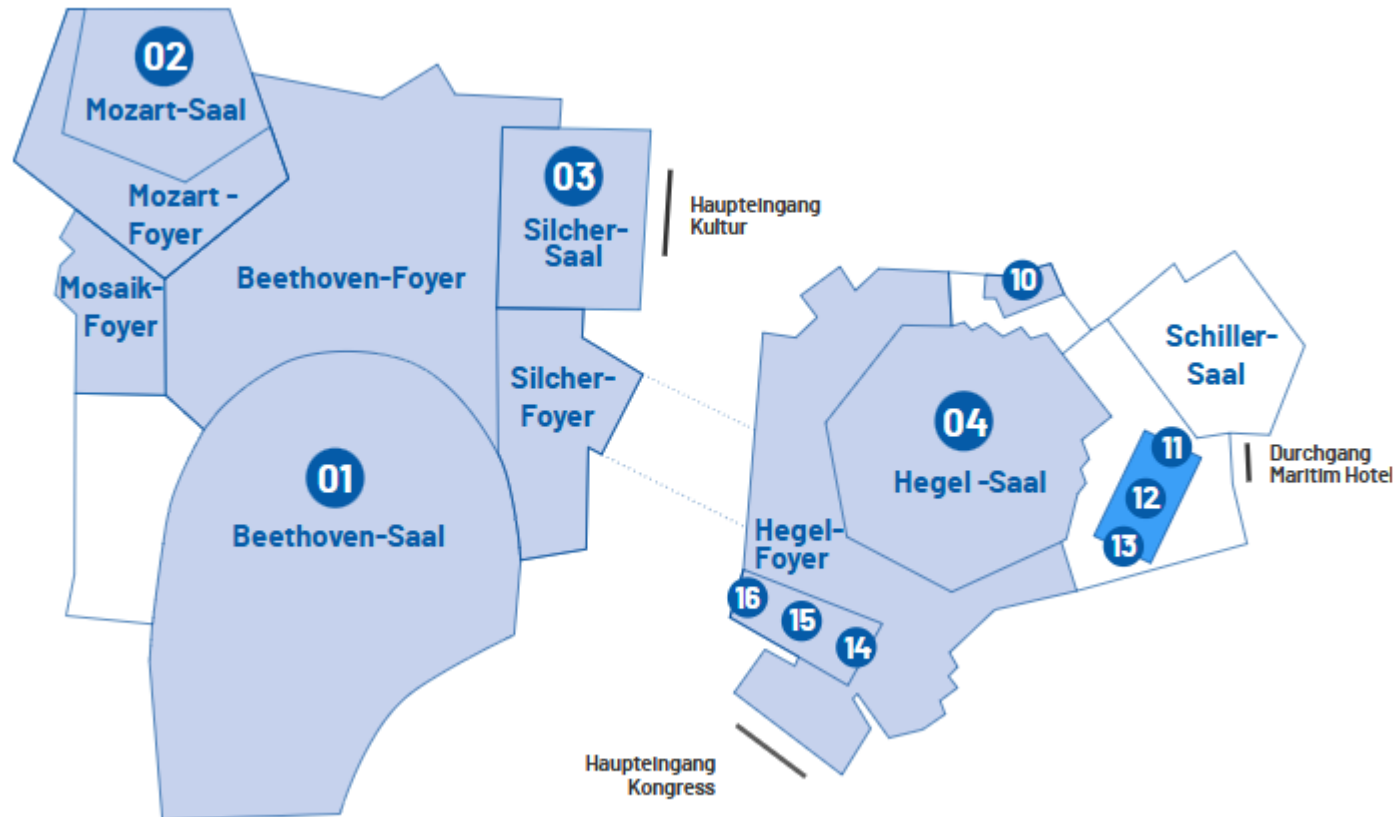 02
Mozart-Saal
Mozart -
Foyer
Mosaik-
Foyer
Beethoven-Foyer
03
Silcher-
Saal
Haupteingang
Kultur
Silcher-
Foyer
01
Beethoven-Saal
10
Schiller-
Saal
04
Hegel -Saal
11
12
13
Durchgang
Maritim Hotel
Hegel-
Foyer
16
15
14
Haupteingang
Kongress